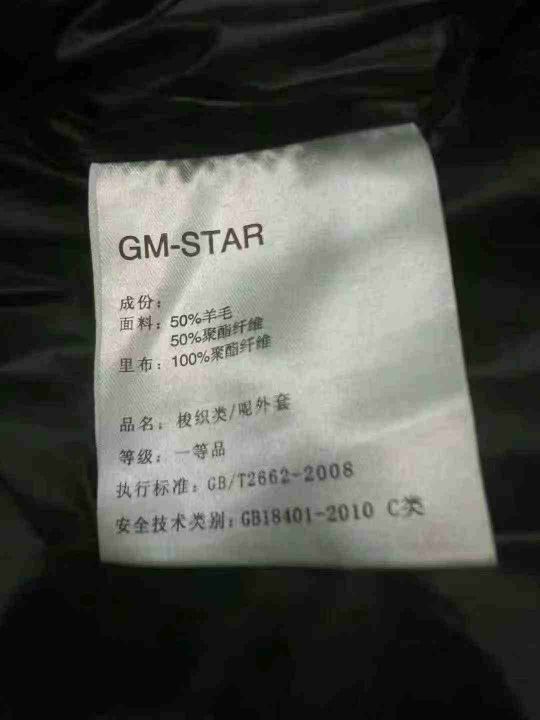 GM-STAR
成份：
面料：50%羊毛
50%聚酯纤维
里布：100%聚酯纤维
品名：梭织类/呢外套
等级：一等品
执行标准：GB/T2662-2008
安全技术类别：GB18401-2010 C类